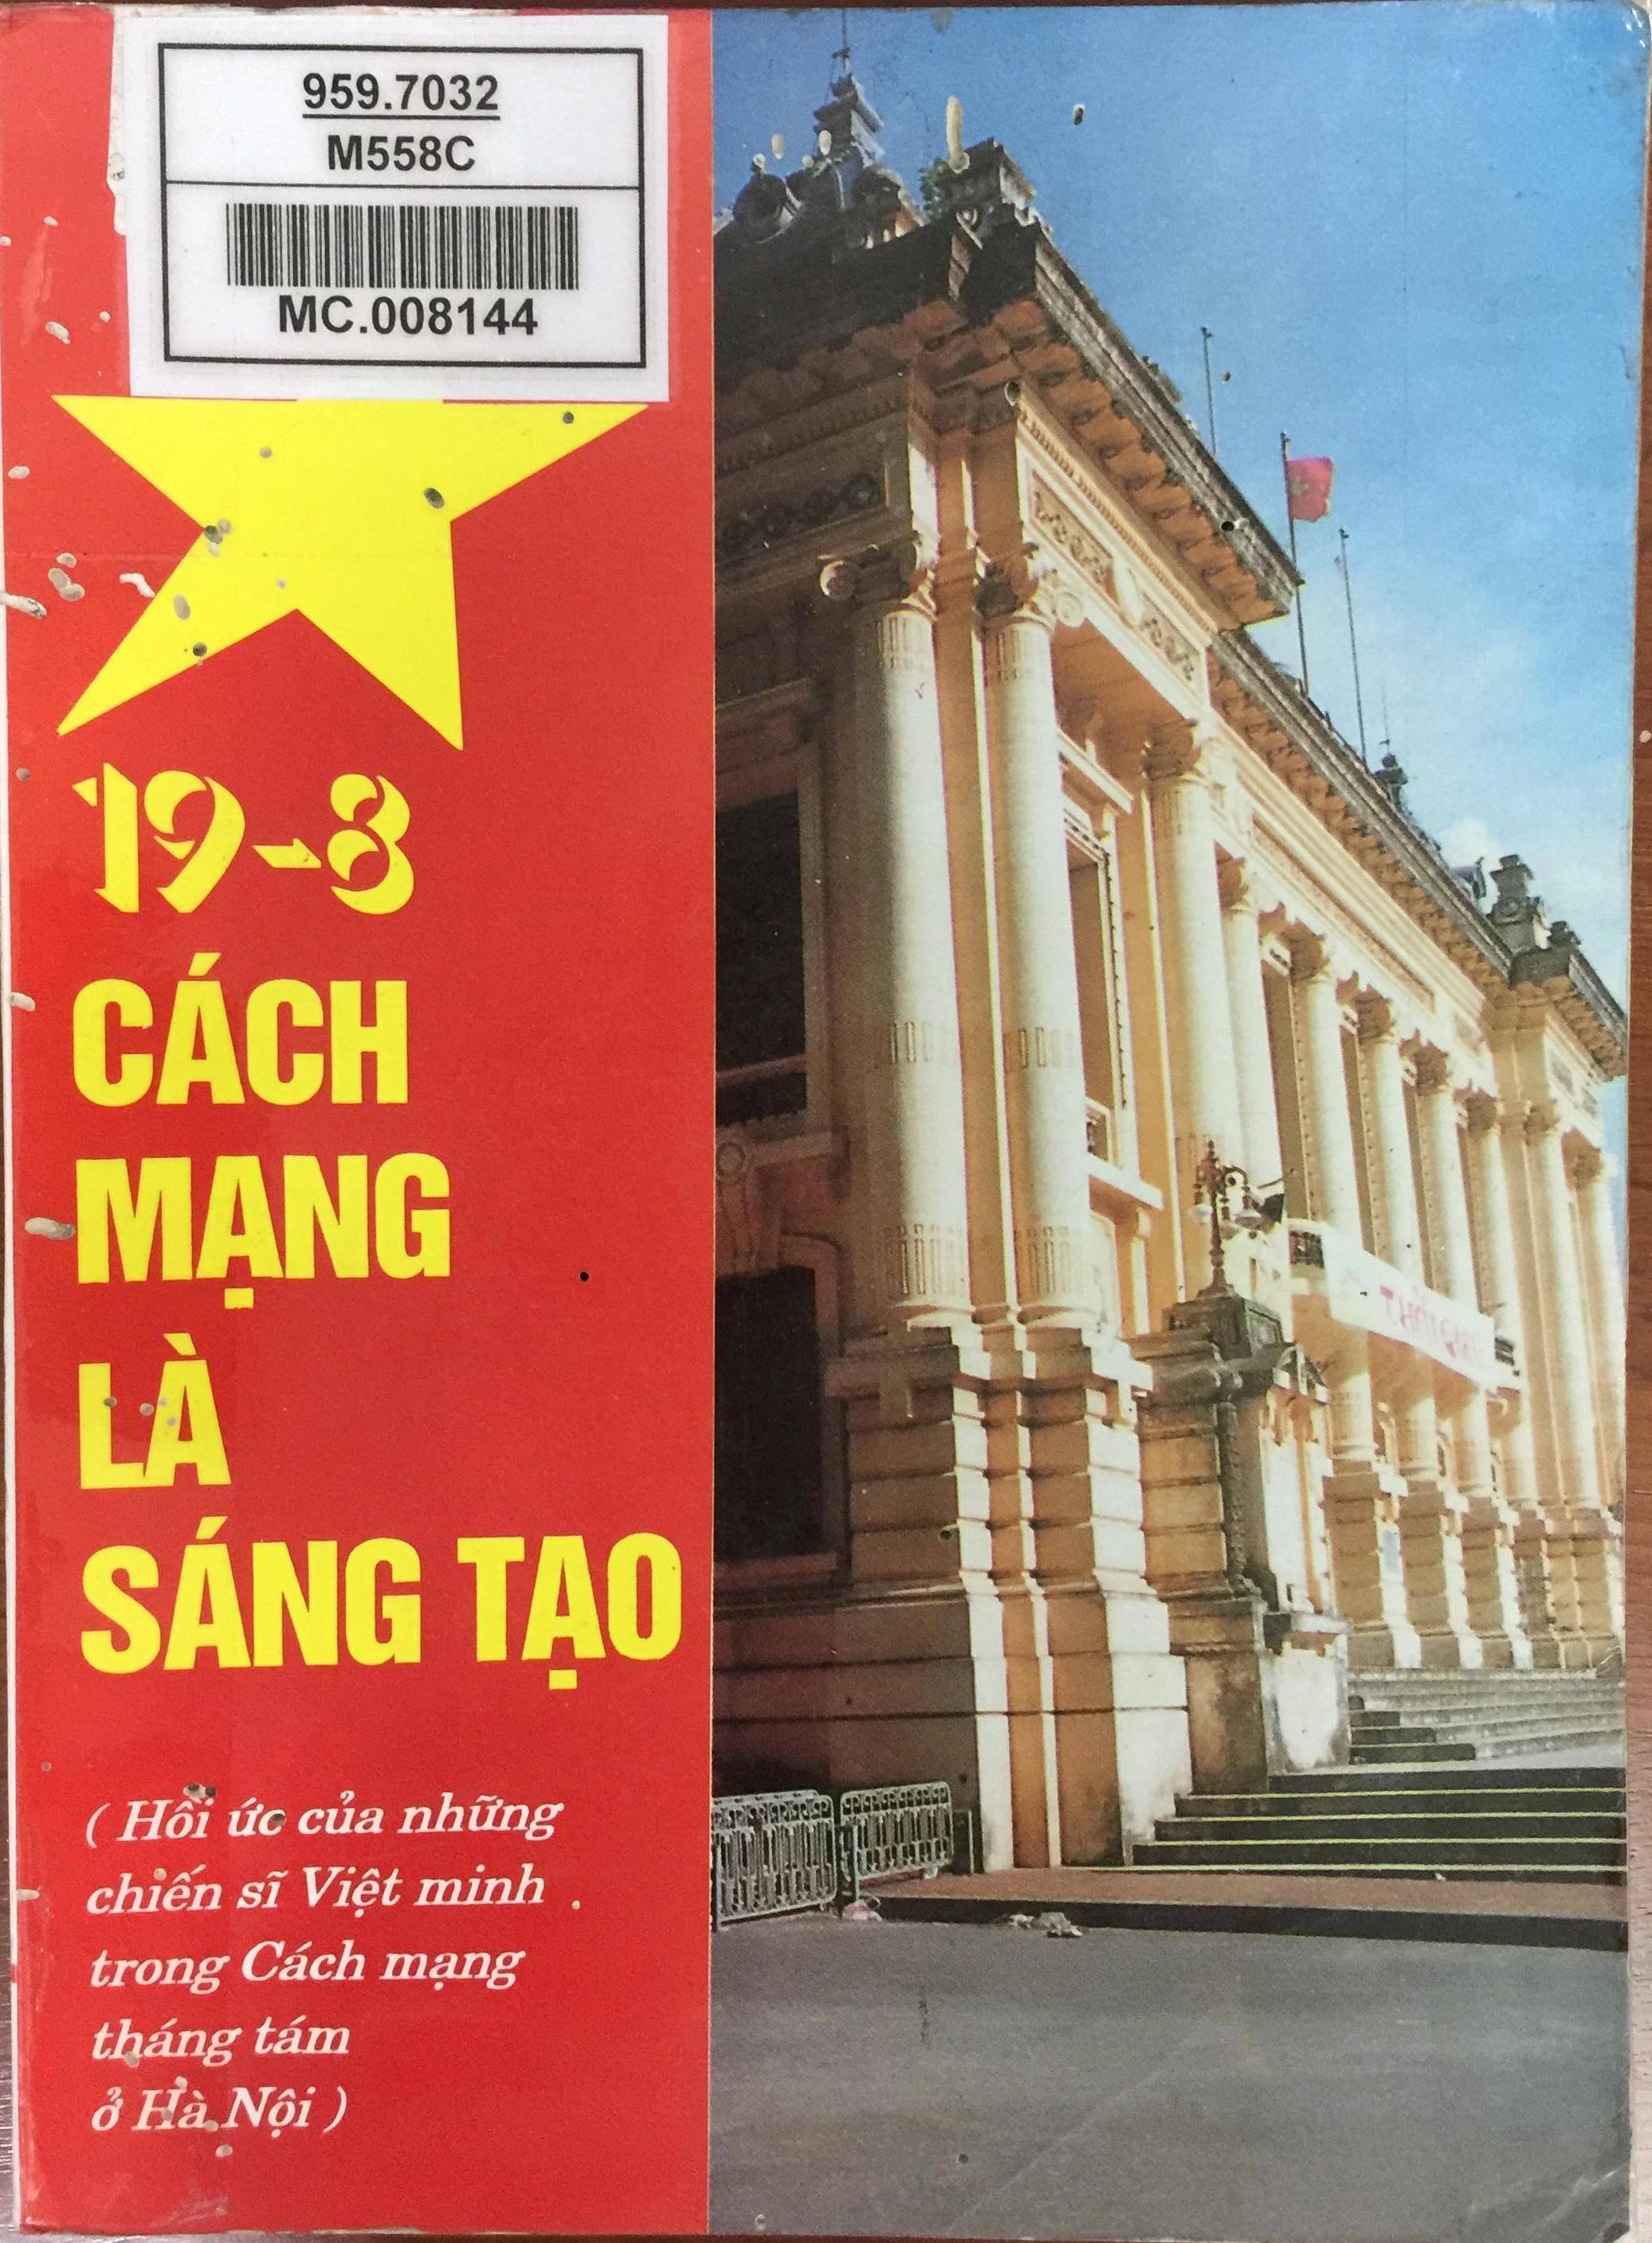 959.7032
M558C
MC.008144
19-8
CÁCH
MẠNG
LÀ
SÁNG TẠO
( Hồi ức của những
chiến sĩ Việt minh
trong Cách mạng
tháng tám
ở Hà Nội )